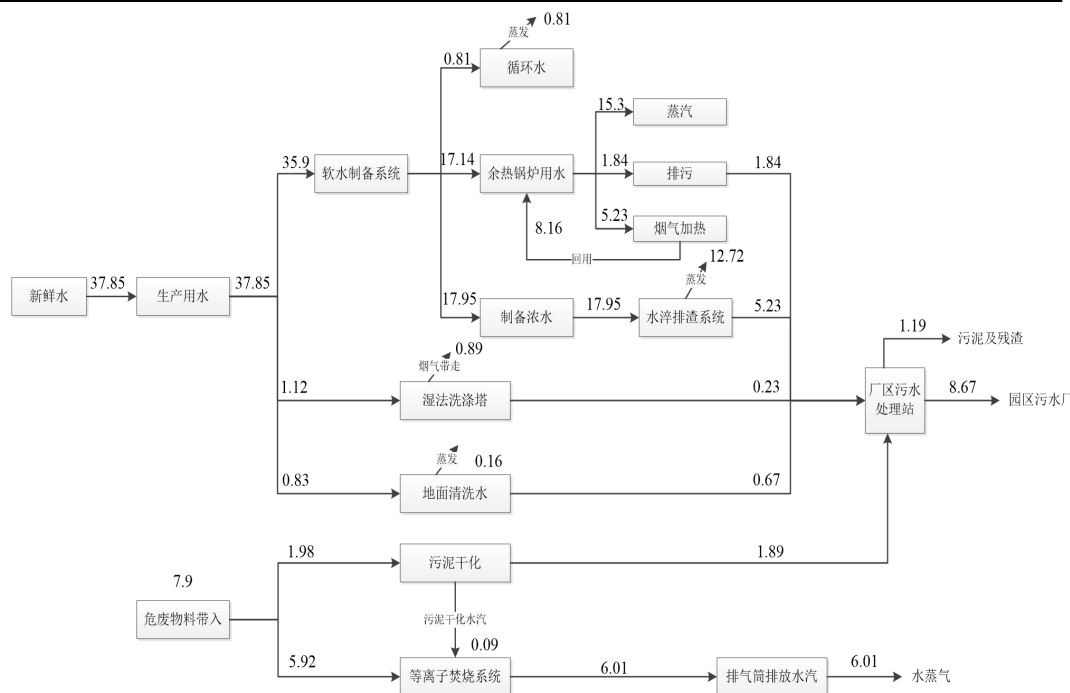 0.81
蒸发
0.81
循环水
15.3
蒸汽
35.9
软水制备系统
17.14
余热锅炉用水
1.84
排污
1.84
5.23
烟气加热
8.16
回用
12.72
蒸发
新鲜水
37.85
生产用水
37.85
17.95
制备浓水
17.95
水淬排渣系统
5.23
1.19
污泥及残渣
0.89
烟气带走
1.12
湿法洗涤塔
0.23
厂区污水
处理站
8.67
园区污水厂
蒸发
0.16
0.83
地面清洗水
0.67
1.98
污泥干化
1.89
7.9
危废物料带入
污泥干化水汽
0.09
5.92
等离子焚烧系统
6.01
排气筒排放水汽
6.01
水蒸气